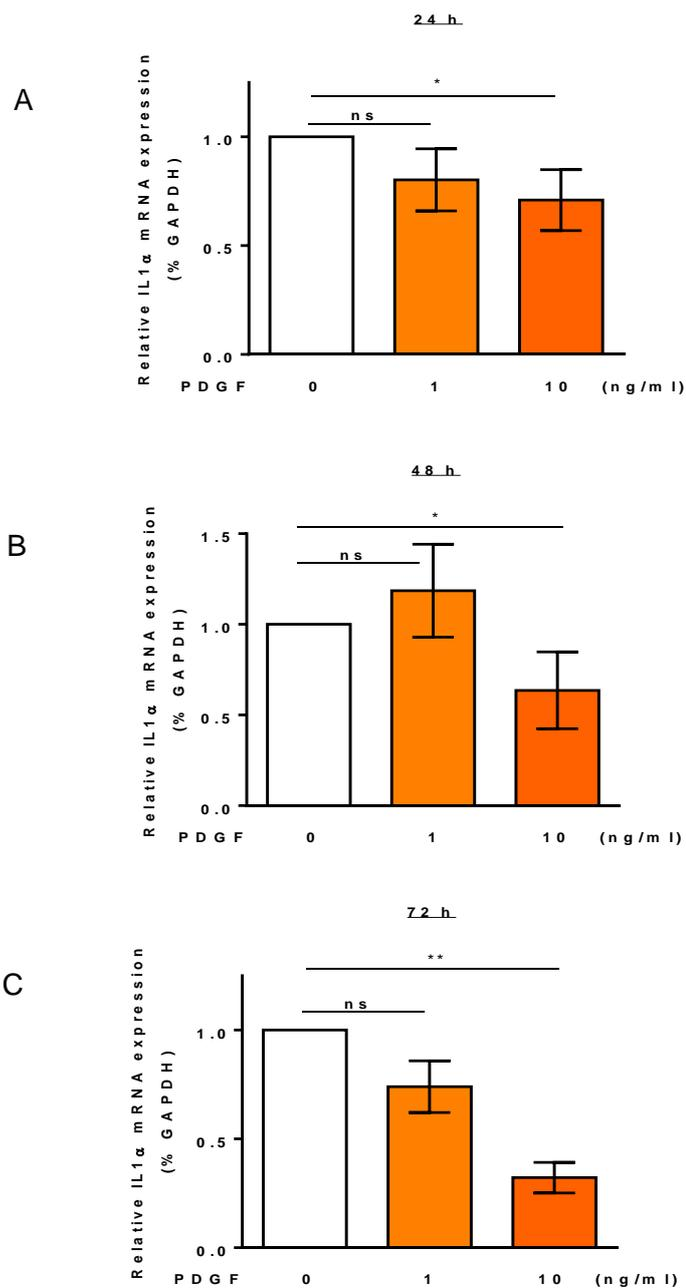 24 h
A
Relative IL1α mRNA expression
(% GAPDH)
*
ns
1.0
0.5
0.0
PDGF 0 1 10 (ng/ml)
48 h
B
Relative IL1α mRNA expression
(% GAPDH)
*
ns
1.5
1.0
0.5
0.0
PDGF 0 1 10 (ng/ml)
72 h
C
Relative IL1α mRNA expression
(% GAPDH)
**
ns
1.0
0.5
0.0
PDGF 0 1 10 (ng/ml)